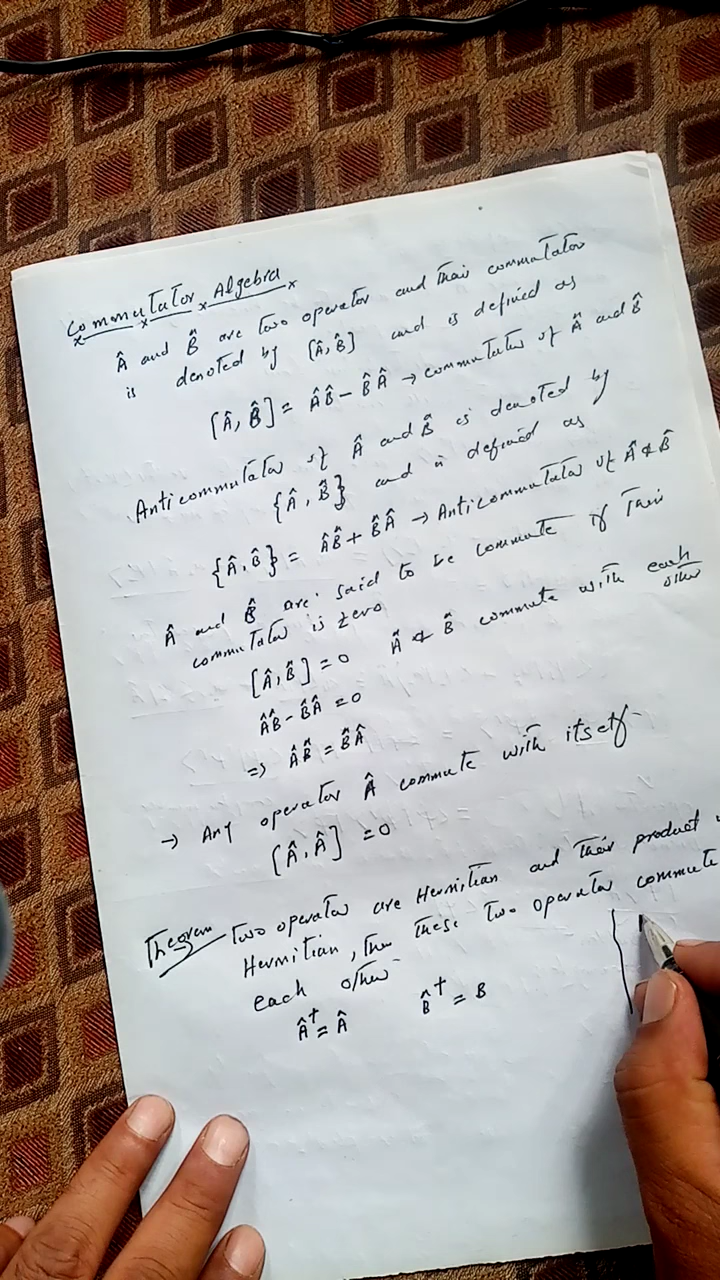 Commutator Algebra
Â and B̂ are two operator and their commutator
is denoted by [Â, B̂] and is defined as
[Â, B̂] = ÂB̂ - B̂Â → commutator of Â and B̂
Anticommutator of Â and B̂ is denoted by
{Â, B̂} and is defined as
{Â, B̂} = ÂB̂ + B̂Â → Anticommutator of Â & B̂
Â and B̂ are said to be commute if Their
commutator is zero
[Â, B̂] = 0 Â & B̂ commute with each other
ÂB̂ - B̂Â = 0
=> ÂB̂ = B̂Â
→ Any operator Â commute with itself
[Â, Â] = 0
Theorem Two operator are Hermitian and their product
Hermitian, then these two operator commute
each other
Â† = Â B̂† = B